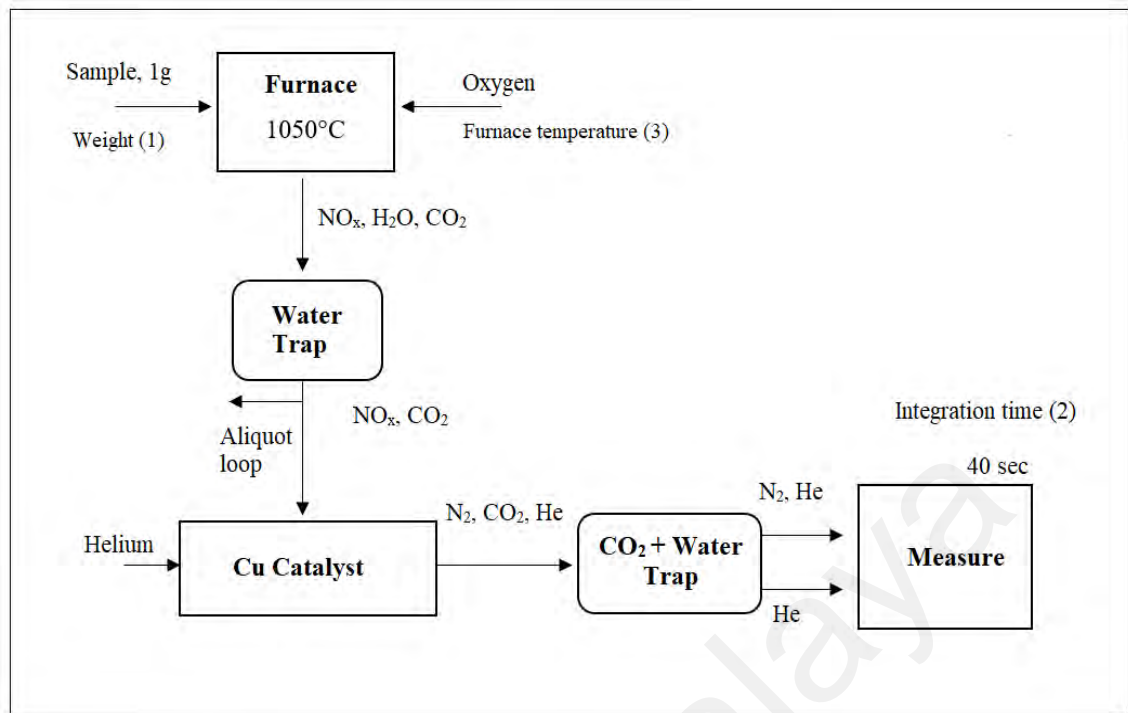 Sample, 1g
Weight (1)
Furnace
1050°C
Oxygen
Furnace temperature (3)
NOₓ, H₂O, CO₂
Water
Trap
NOₓ, CO₂
Aliquot
loop
Integration time (2)
40 sec
Helium
Cu Catalyst
N₂, CO₂, He
CO₂ + Water
Trap
N₂, He
He
Measure